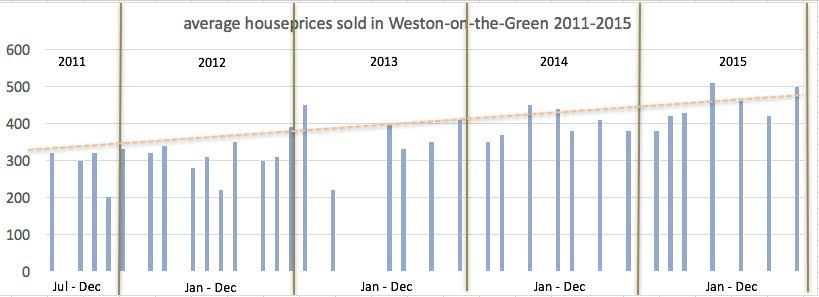 average houseprices sold in Weston-on-the-Green 2011-2015
2011 2012 2013 2014 2015
600
500
400
300
200
100
0
Jul - Dec Jan - Dec Jan - Dec Jan - Dec Jan - Dec